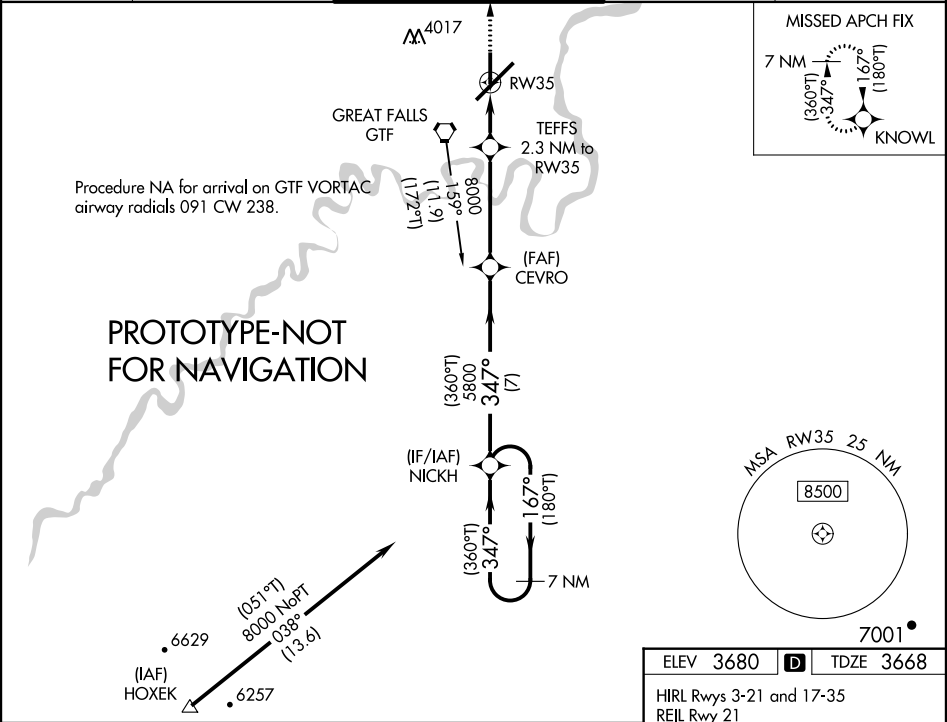 4017
MISSED APCH FIX
7 NM
(360°T)
347°
167°
(180°T)
KNOWL
RW35
GREAT FALLS
GTF
TEFFS
2.3 NM to
RW35
Procedure NA for arrival on GTF VORTAC
airway radials 091 CW 238.
8000
159°
(11.9)
(172°T)
(FAF)
CEVRO
PROTOTYPE-NOT
FOR NAVIGATION
(360°T)
5800
347°
(7)
(IF/IAF)
NICKH
(360°T)
347°
167°
(180°T)
7 NM
MSA RW35 25 NM
8500
(051°T)
8000 NoPT
038°
(13.6)
6629
(IAF)
HOXEK
6257
7001
ELEV 3680 D TDZE 3668
HIRL Rwys 3-21 and 17-35
REIL Rwy 21